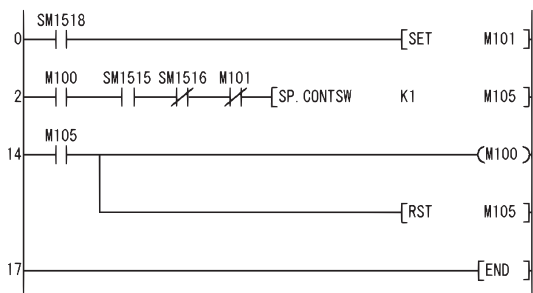 SM1518
0 SET M101
M100 SM1515 SM1516 M101
2 SP.CONTSW K1 M105
M105
14 M100
RST M105
17 END